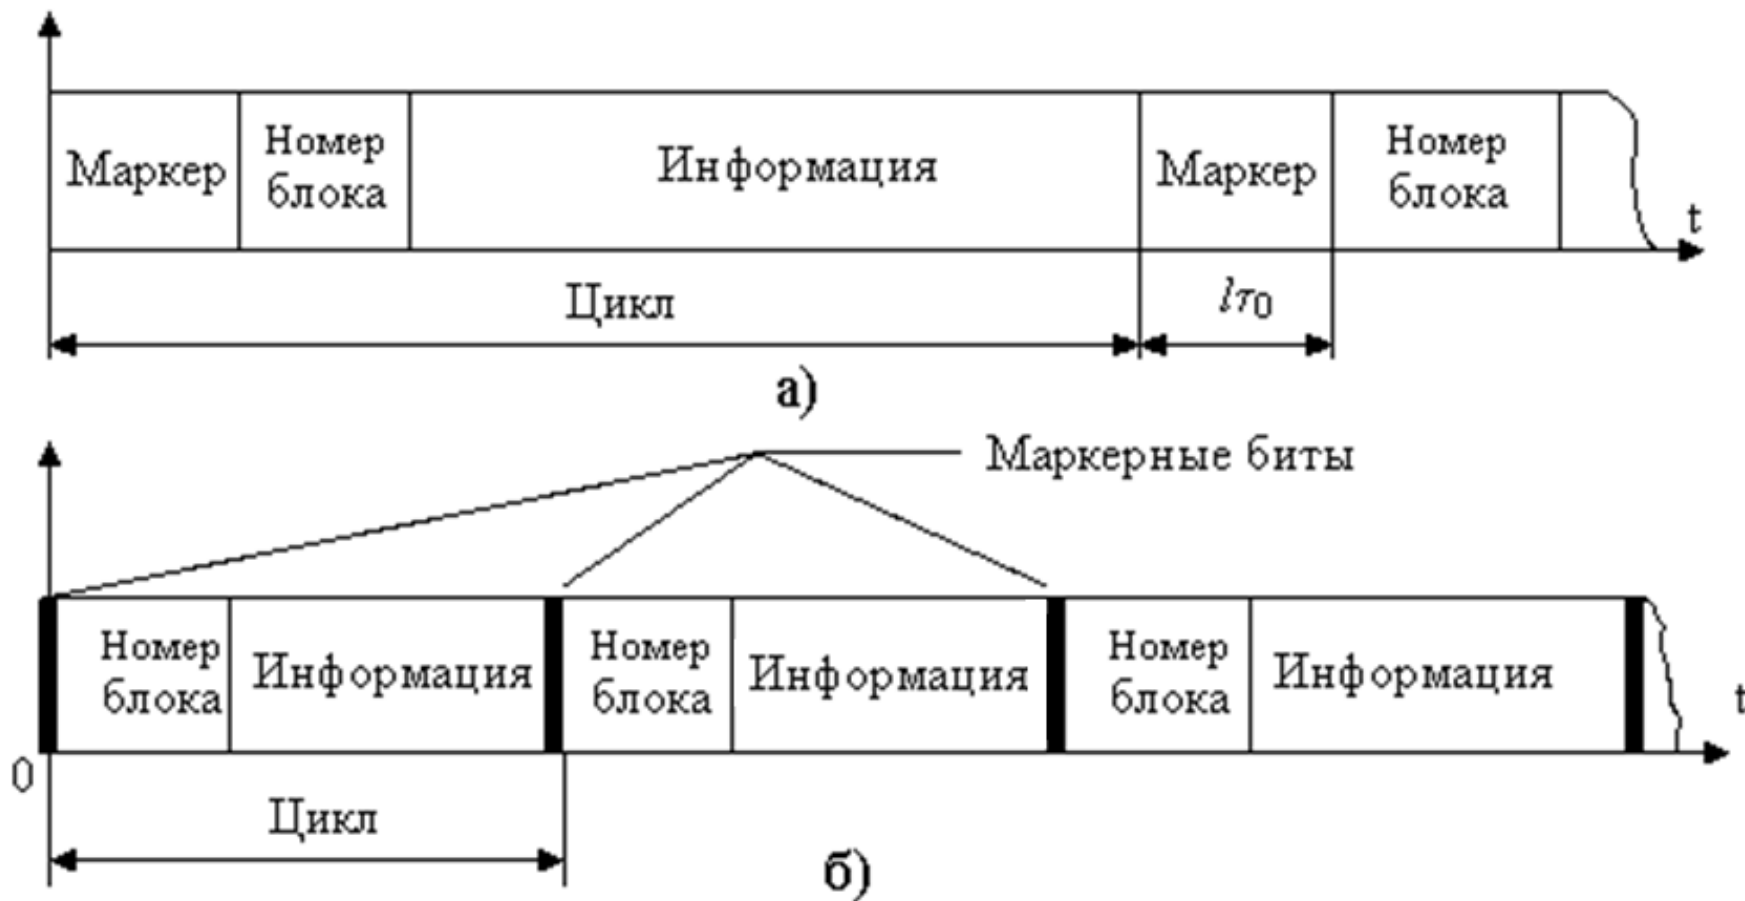 Маркер
Номер
блока
Информация
Маркер
Номер
блока
t
Цикл
lτ0
а)
Маркерные биты
Номер
блока
Информация
Номер
блока
Информация
Номер
блока
Информация
t
0
Цикл
б)